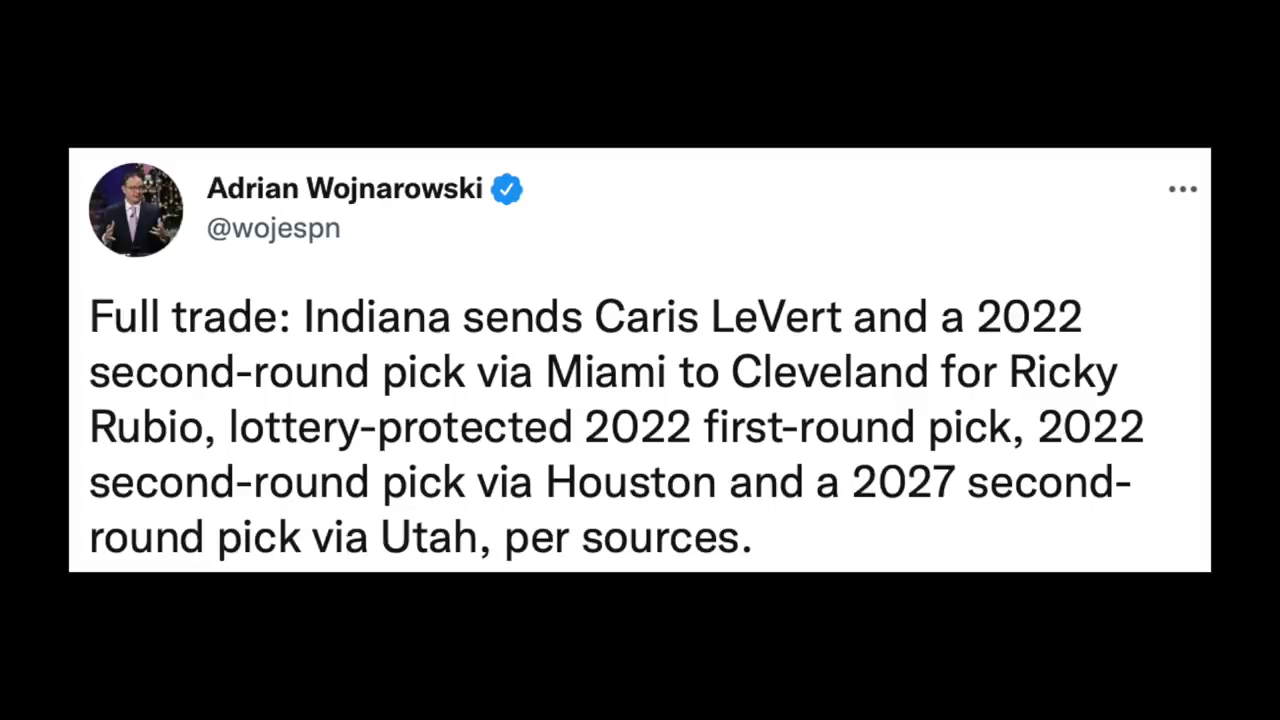 Adrian Wojnarowski
@wojespn
Full trade: Indiana sends Caris LeVert and a 2022
second-round pick via Miami to Cleveland for Ricky
Rubio, lottery-protected 2022 first-round pick, 2022
second-round pick via Houston and a 2027 second-
round pick via Utah, per sources.